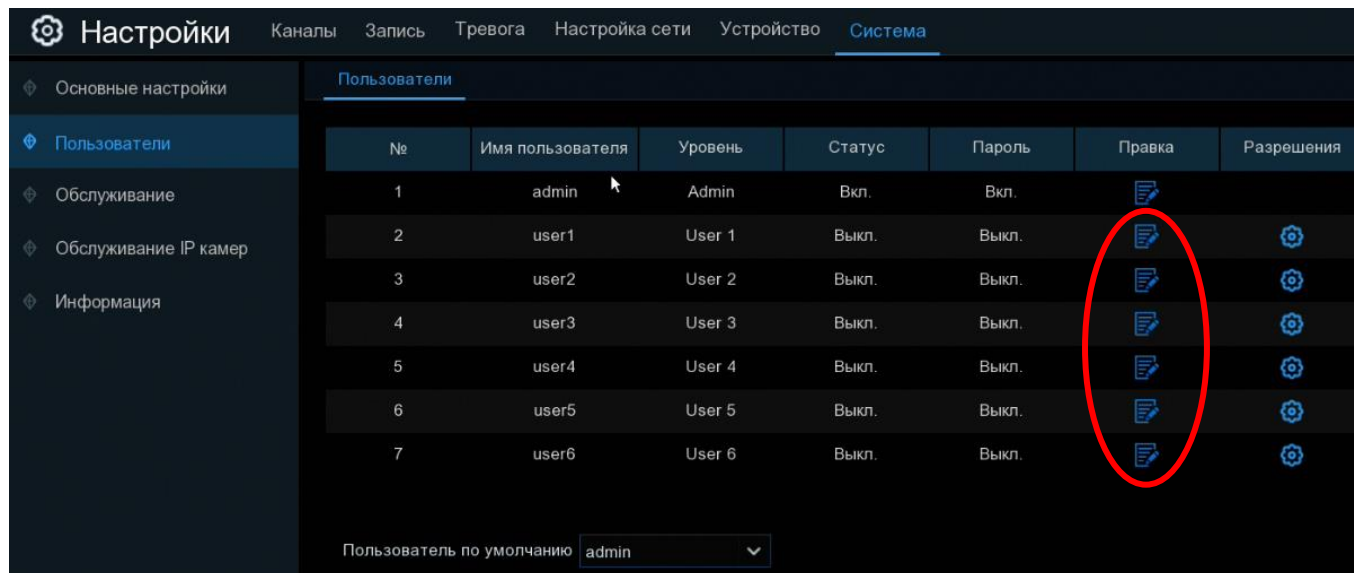 Настройки Каналы Запись Тревога Настройка сети Устройство Система
Основные настройки
Пользователи
Обслуживание
Обслуживание IP камер
Информация
Пользователи
№ Имя пользователя Уровень Статус Пароль Правка Разрешения
1 admin Admin Вкл. Вкл.
2 user1 User 1 Выкл. Выкл.
3 user2 User 2 Выкл. Выкл.
4 user3 User 3 Выкл. Выкл.
5 user4 User 4 Выкл. Выкл.
6 user5 User 5 Выкл. Выкл.
7 user6 User 6 Выкл. Выкл.
Пользователь по умолчанию admin